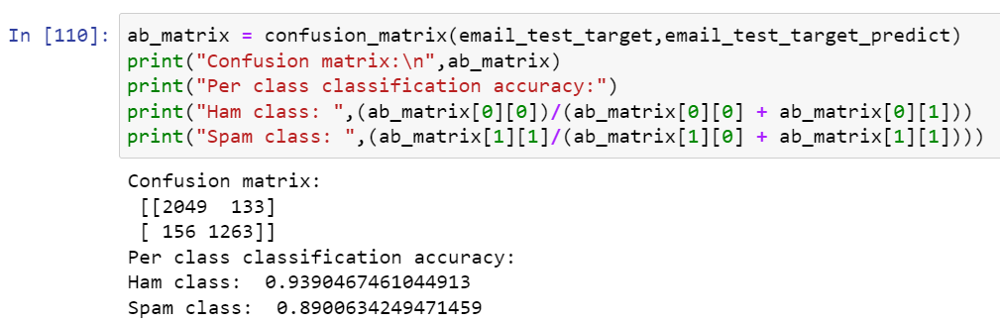 In [110]: ab_matrix = confusion_matrix(email_test_target,email_test_target_predict)
print("Confusion matrix:\n",ab_matrix)
print("Per class classification accuracy:")
print("Ham class: ",(ab_matrix[0][0])/(ab_matrix[0][0] + ab_matrix[0][1]))
print("Spam class: ",(ab_matrix[1][1]/(ab_matrix[1][0] + ab_matrix[1][1])))
Confusion matrix:
[[2049  133]
[ 156 1263]]
Per class classification accuracy:
Ham class:  0.9390467461044913
Spam class:  0.8900634249471459